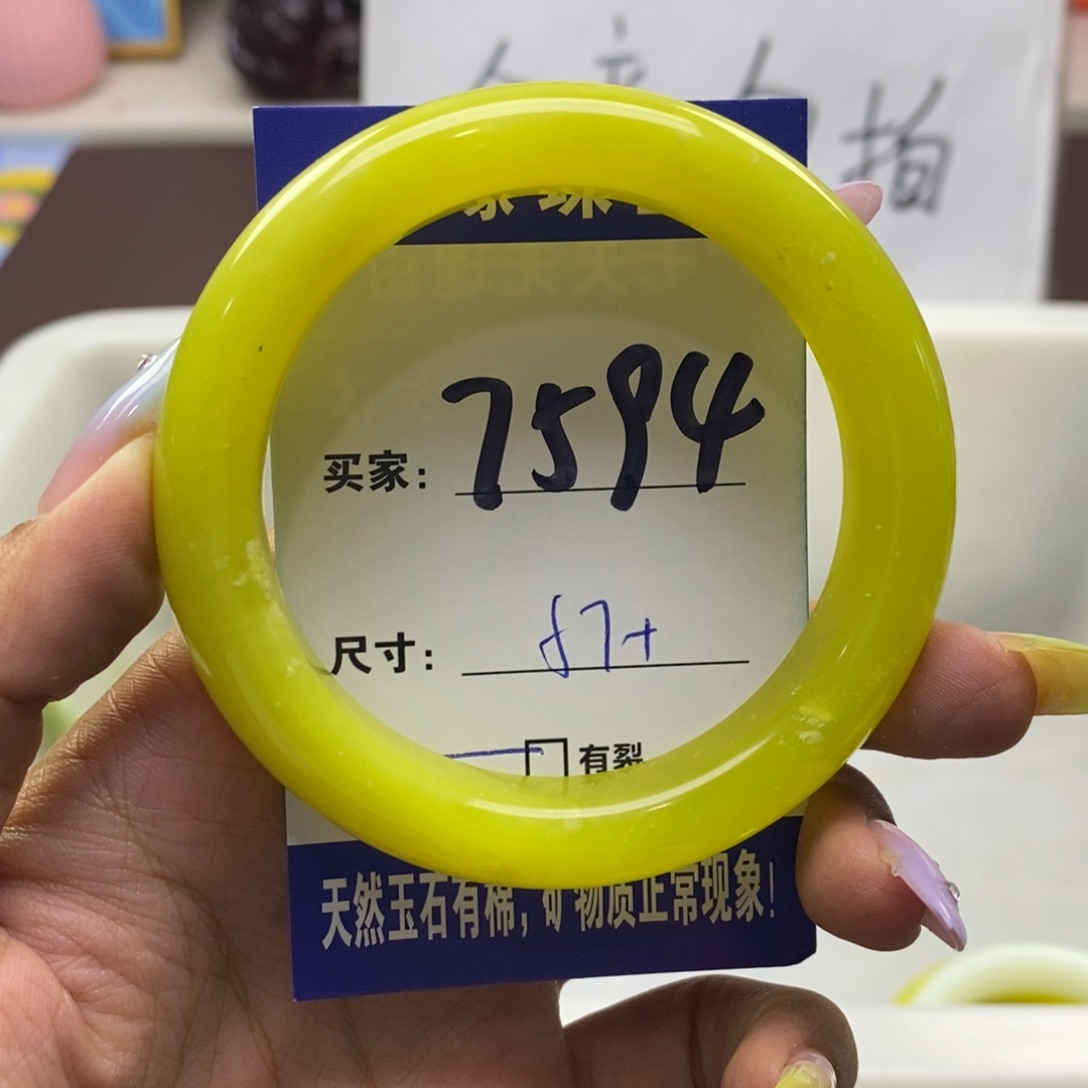 拍
买家：7594
尺寸：57+
有裂
天然玉石有棉，矿物质正常现象！